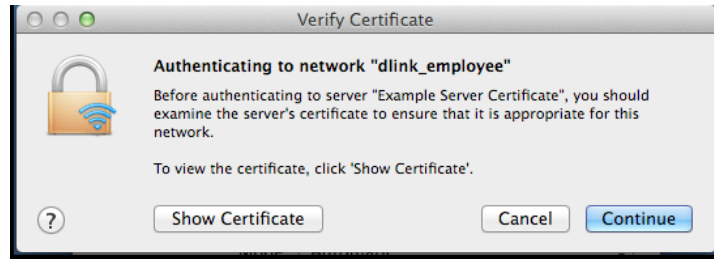 Verify Certificate
Authenticating to network "dlink_employee"
Before authenticating to server "Example Server Certificate", you should
examine the server's certificate to ensure that it is appropriate for this
network.
To view the certificate, click 'Show Certificate'.
?
Show Certificate
Cancel
Continue